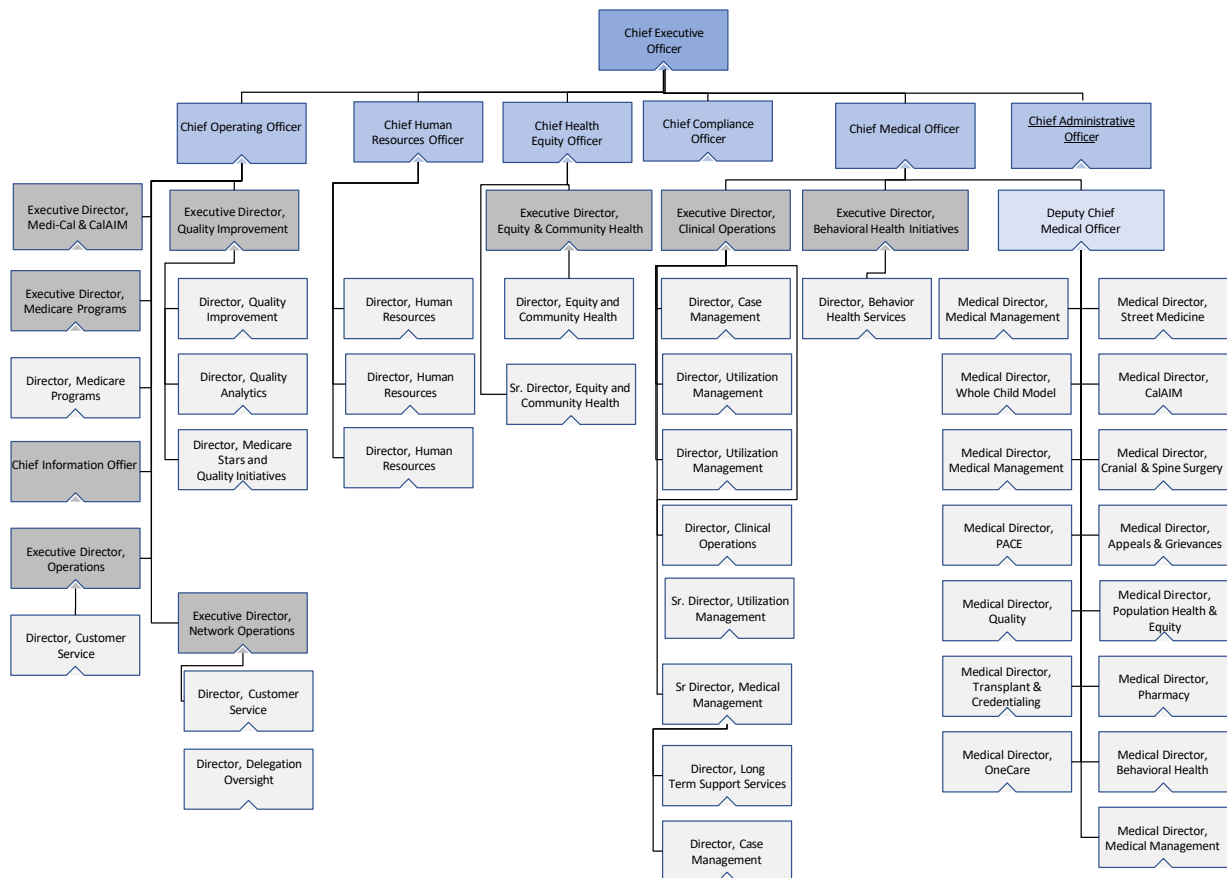 Chief Executive
Officer
Chief Operating Officer
Chief Human
Resources Officer
Chief Health
Equity Officer
Chief Compliance
Officer
Chief Medical Officer
Chief Administrative
Officer
Executive Director,
Medi-Cal & CalAIM
Executive Director,
Quality Improvement
Executive Director,
Equity & Community Health
Executive Director,
Clinical Operations
Executive Director,
Behavioral Health Initiatives
Deputy Chief
Medical Officer
Executive Director,
Medicare Programs
Director, Quality
Improvement
Director, Human
Resources
Director, Equity and
Community Health
Director, Case
Management
Director, Behavior
Health Services
Medical Director,
Medical Management
Medical Director,
Street Medicine
Director, Medicare
Programs
Director, Quality
Analytics
Director, Human
Resources
Sr. Director, Equity and
Community Health
Director, Utilization
Management
Medical Director,
Whole Child Model
Medical Director,
CalAIM
Chief Information Offier
Director, Medicare
Stars and
Quality Initiatives
Director, Human
Resources
Director, Utilization
Management
Medical Director,
Medical Management
Medical Director,
Cranial & Spine Surgery
Executive Director,
Operations
Director, Clinical
Operations
Medical Director,
PACE
Medical Director,
Appeals & Grievances
Director, Customer
Service
Executive Director,
Network Operations
Sr. Director, Utilization
Management
Medical Director,
Quality
Medical Director,
Population Health &
Equity
Director, Customer
Service
Sr Director, Medical
Management
Medical Director,
Transplant &
Credentialing
Medical Director,
Pharmacy
Director, Delegation
Oversight
Director, Long
Term Support Services
Medical Director,
OneCare
Medical Director,
Behavioral Health
Director, Case
Management
Medical Director,
Medical Management